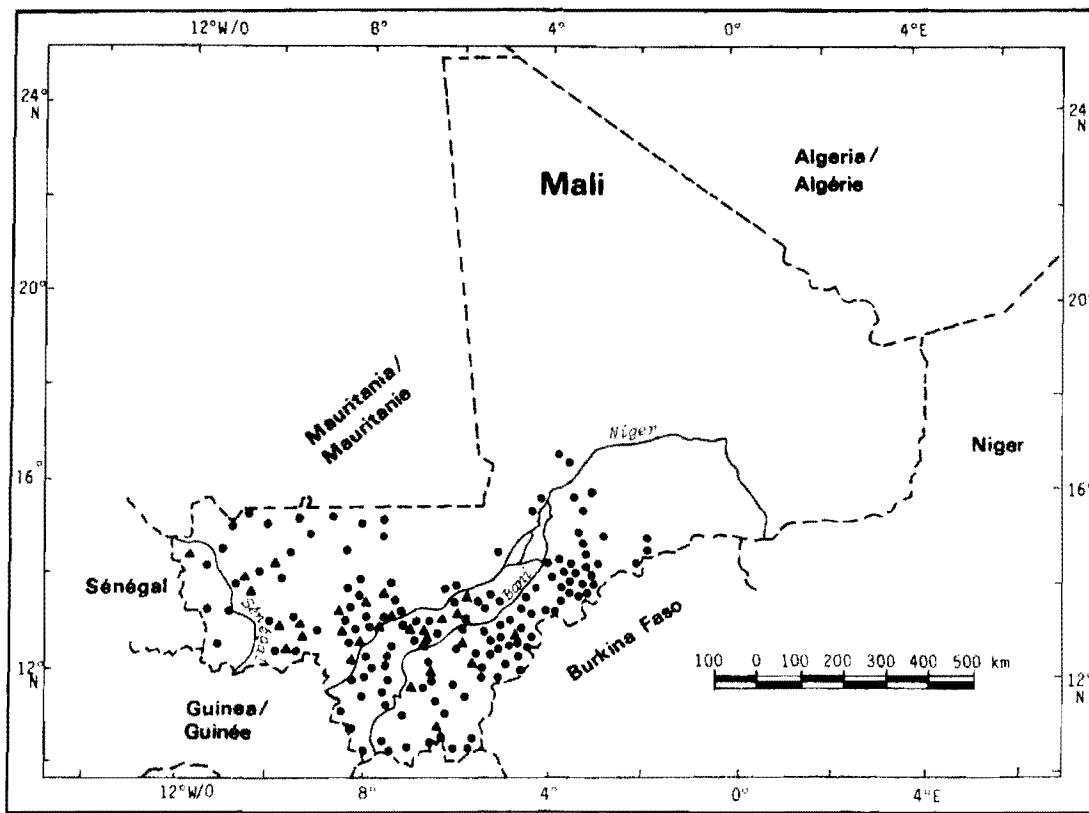 12°W/O 8° 4° 0° 4°E
24°
N
24°
N
Mali
Algeria/
Algérie
20°
20°
Mauritania/
Mauritanie
Niger
Niger
16°
16°
Sénégal
Sénégal
Bani
Burkina Faso
12°
N
12°
N
100 0 100 200 300 400 500 km
Guinea/
Guinée
12°W/O 8° 4° 0° 4°E